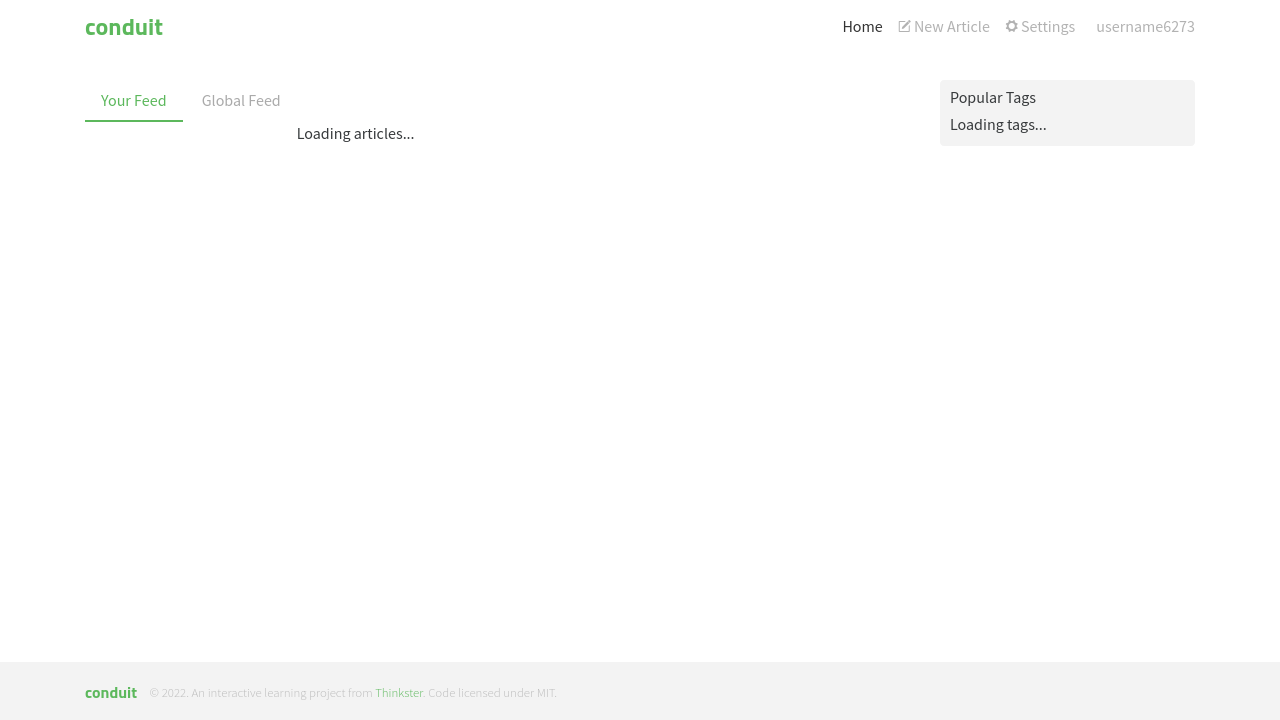 conduit
Home New Article Settings username6273
Your Feed Global Feed
Loading articles...
Popular Tags
Loading tags...
conduit © 2022. An interactive learning project from Thinkster. Code licensed under MIT.